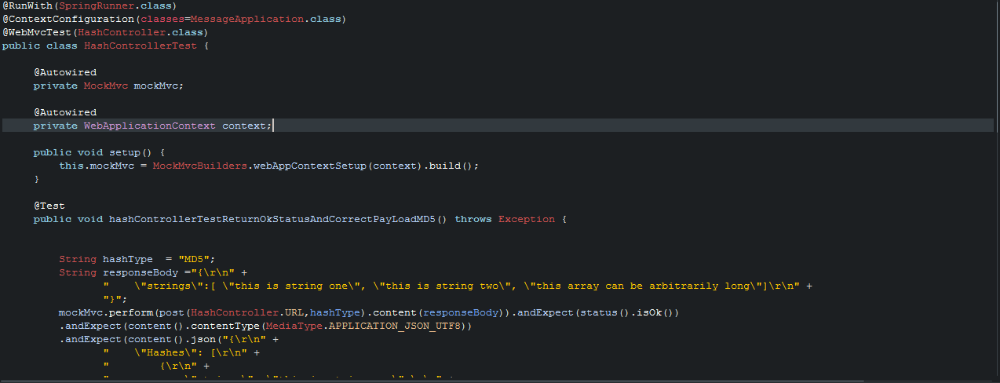 @RunWith(SpringRunner.class)
@ContextConfiguration(classes=MessageApplication.class)
@WebMvcTest(HashController.class)
public class HashControllerTest {
@Autowired
private MockMvc mockMvc;
@Autowired
private WebApplicationContext context;
public void setup() {
this.mockMvc = MockMvcBuilders.webAppContextSetup(context).build();
}
@Test
public void hashControllerTestReturnOkStatusAndCorrectPayLoadMD5() throws Exception {
String hashType  = "MD5";
String responseBody ="{\r\n" +
"    \"strings\":[ \"this is string one\", \"this is string two\", \"this array can be arbitrarily long\"]\r\n" +
"}";
mockMvc.perform(post(HashController.URL,hashType).content(responseBody)).andExpect(status().isOk())
.andExpect(content().contentType(MediaType.APPLICATION_JSON_UTF8))
.andExpect(content().json("{\r\n" +
"    \"Hashes\": [\r\n" +
"        {\r\n" +